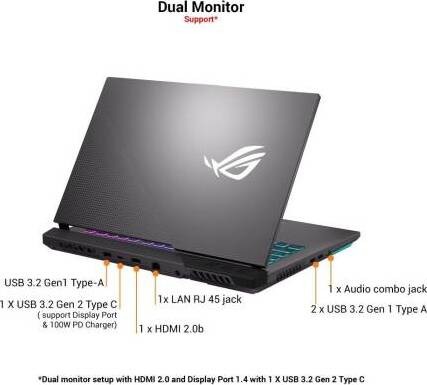 Dual Monitor
Support*
USB 3.2 Gen1 Type-A
1 X USB 3.2 Gen 2 Type C
( support Display Port
& 100W PD Charger)
1x LAN RJ 45 jack
1 x HDMI 2.0b
1 x Audio combo jack
2 x USB 3.2 Gen 1 Type A
*Dual monitor setup with HDMI 2.0 and Display Port 1.4 with 1 X USB 3.2 Gen 2 Type C